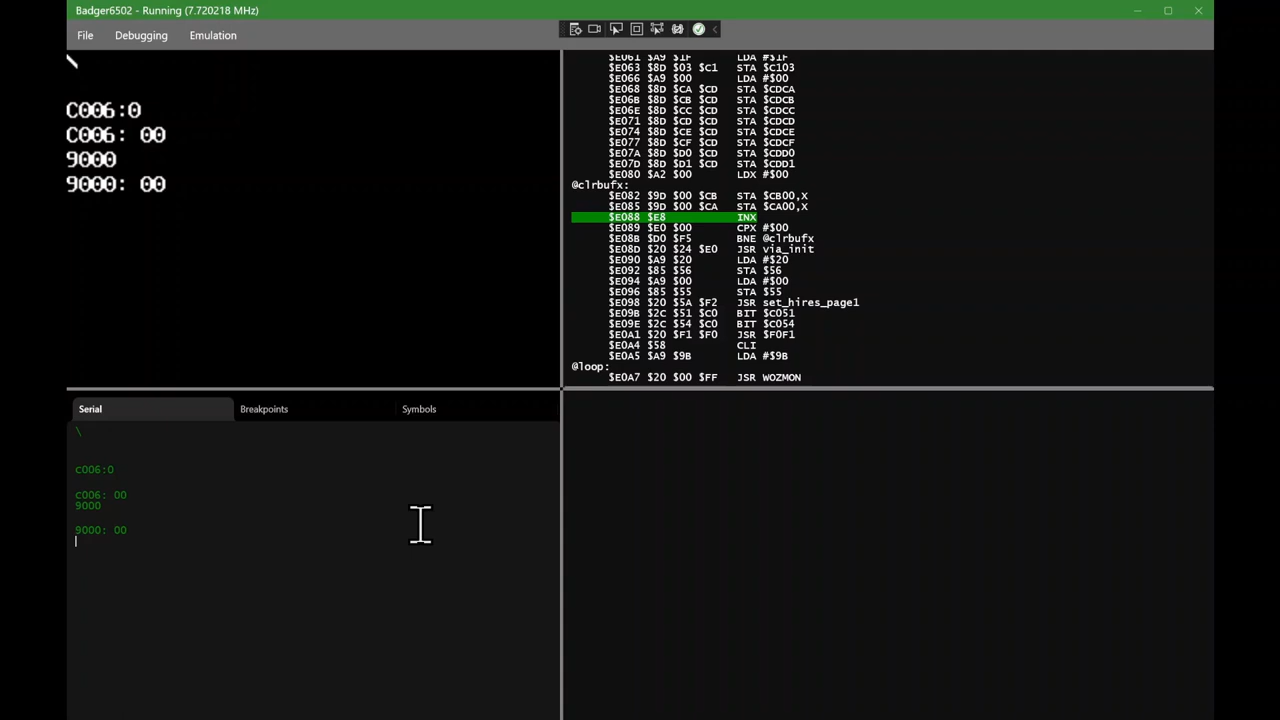 Badger6502 - Running (7.720218 MHz)
File Debugging Emulation
\
C006:0
C006: 00
9000
9000: 00
$E061 $A9 $1F LDA #$1F
$E063 $8D $03 $C1 STA $C103
$E066 $A9 $00 LDA #$00
$E068 $8D $CA $CD STA $CDCA
$E06B $8D $CB $CD STA $CDCB
$E06E $8D $CC $CD STA $CDCC
$E071 $8D $CD $CD STA $CDCD
$E074 $8D $CE $CD STA $CDCE
$E077 $8D $CF $CD STA $CDCF
$E07A $8D $D0 $CD STA $CDD0
$E07D $8D $D1 $CD STA $CDD1
$E080 $A2 $00 LDX #$00
@clrbufx:
$E082 $9D $00 $CB STA $CB00,X
$E085 $9D $00 $CA STA $CA00,X
$E088 $E8 INX
$E089 $E0 $00 CPX #$00
$E08B $D0 $F5 BNE @clrbufx
$E08D $20 $24 $E0 JSR via_init
$E090 $A9 $20 LDA #$20
$E092 $85 $56 STA $56
$E094 $A9 $00 LDA #$00
$E096 $85 $55 STA $55
$E098 $20 $5A $F2 JSR set_hires_page1
$E09B $2C $51 $C0 BIT $C051
$E09E $2C $54 $C0 BIT $C054
$E0A1 $20 $F1 $F0 JSR $F0F1
$E0A4 $58 CLI
$E0A5 $A9 $9B LDA #$9B
@loop:
$E0A7 $20 $00 $FF JSR WOZMON
Serial Breakpoints Symbols
\
C006:0
C006: 00
9000
9000: 00